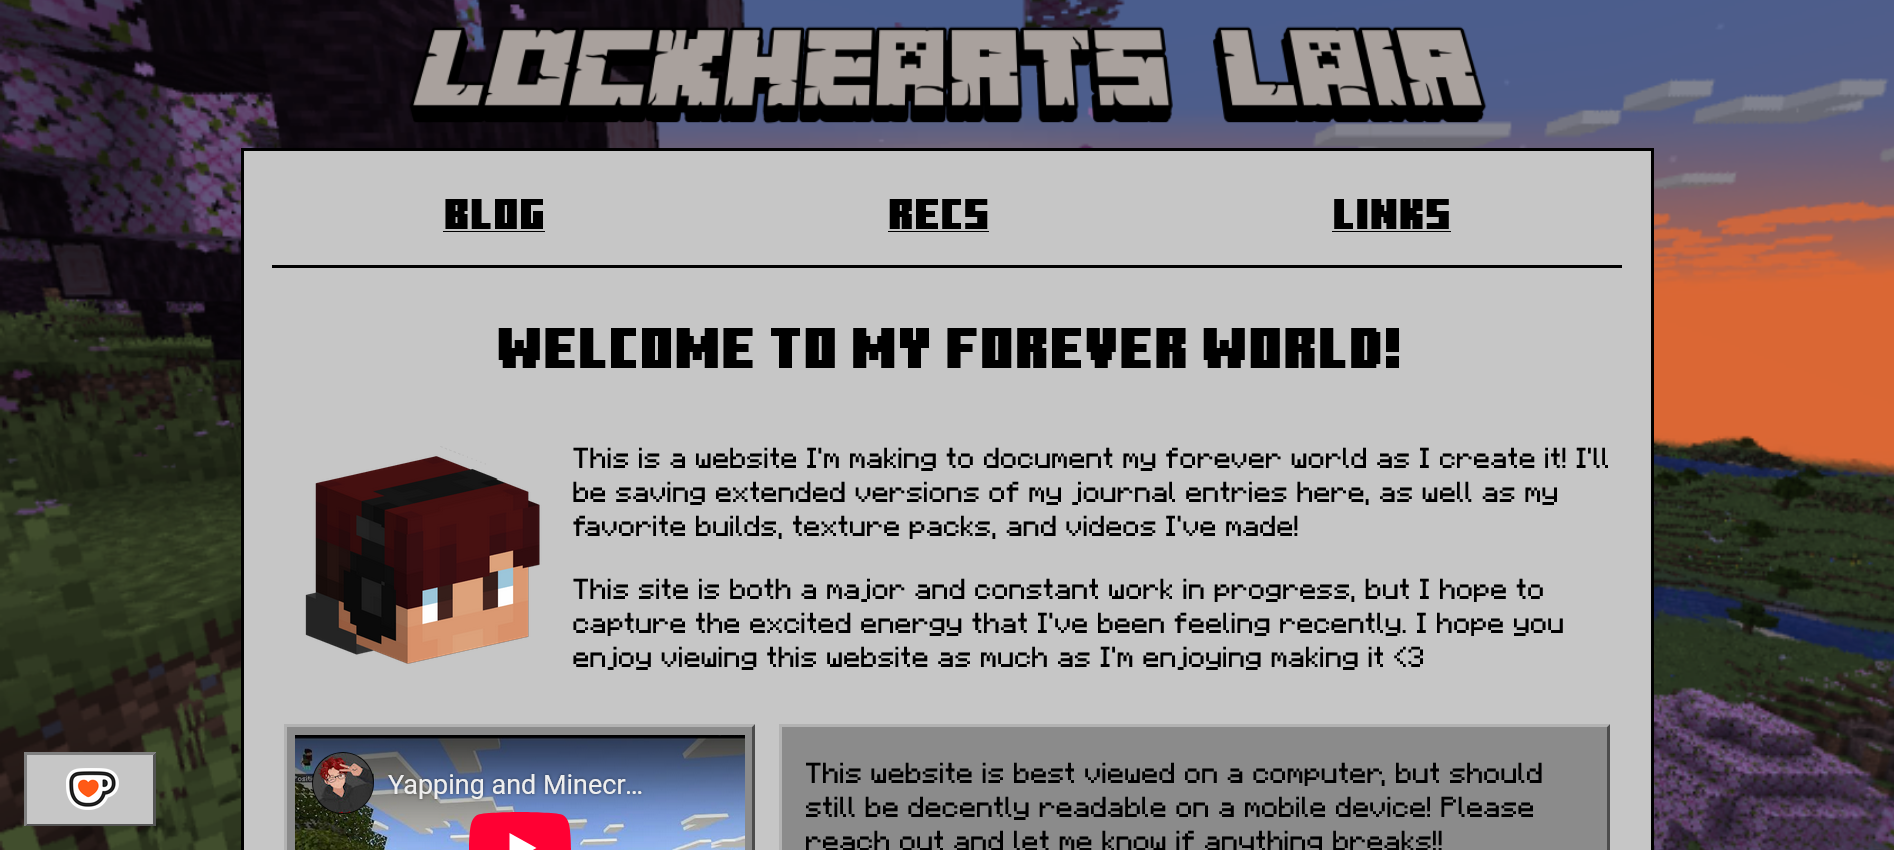 LOCKHEARTS LAIR
BLOG
RECS
LINKS
WELCOME TO MY FOREVER WORLD!
This is a website I'm making to document my forever world as I create it! I'll
be saving extended versions of my journal entries here, as well as my
favorite builds, texture packs, and videos I've made!
This site is both a major and constant work in progress, but I hope to
capture the excited energy that I've been feeling recently. I hope you
enjoy viewing this website as much as I'm enjoying making it <3
Yapping and Minecr...
This website is best viewed on a computer, but should
still be decently readable on a mobile device! Please
reach out and let me know if anything breaks!!